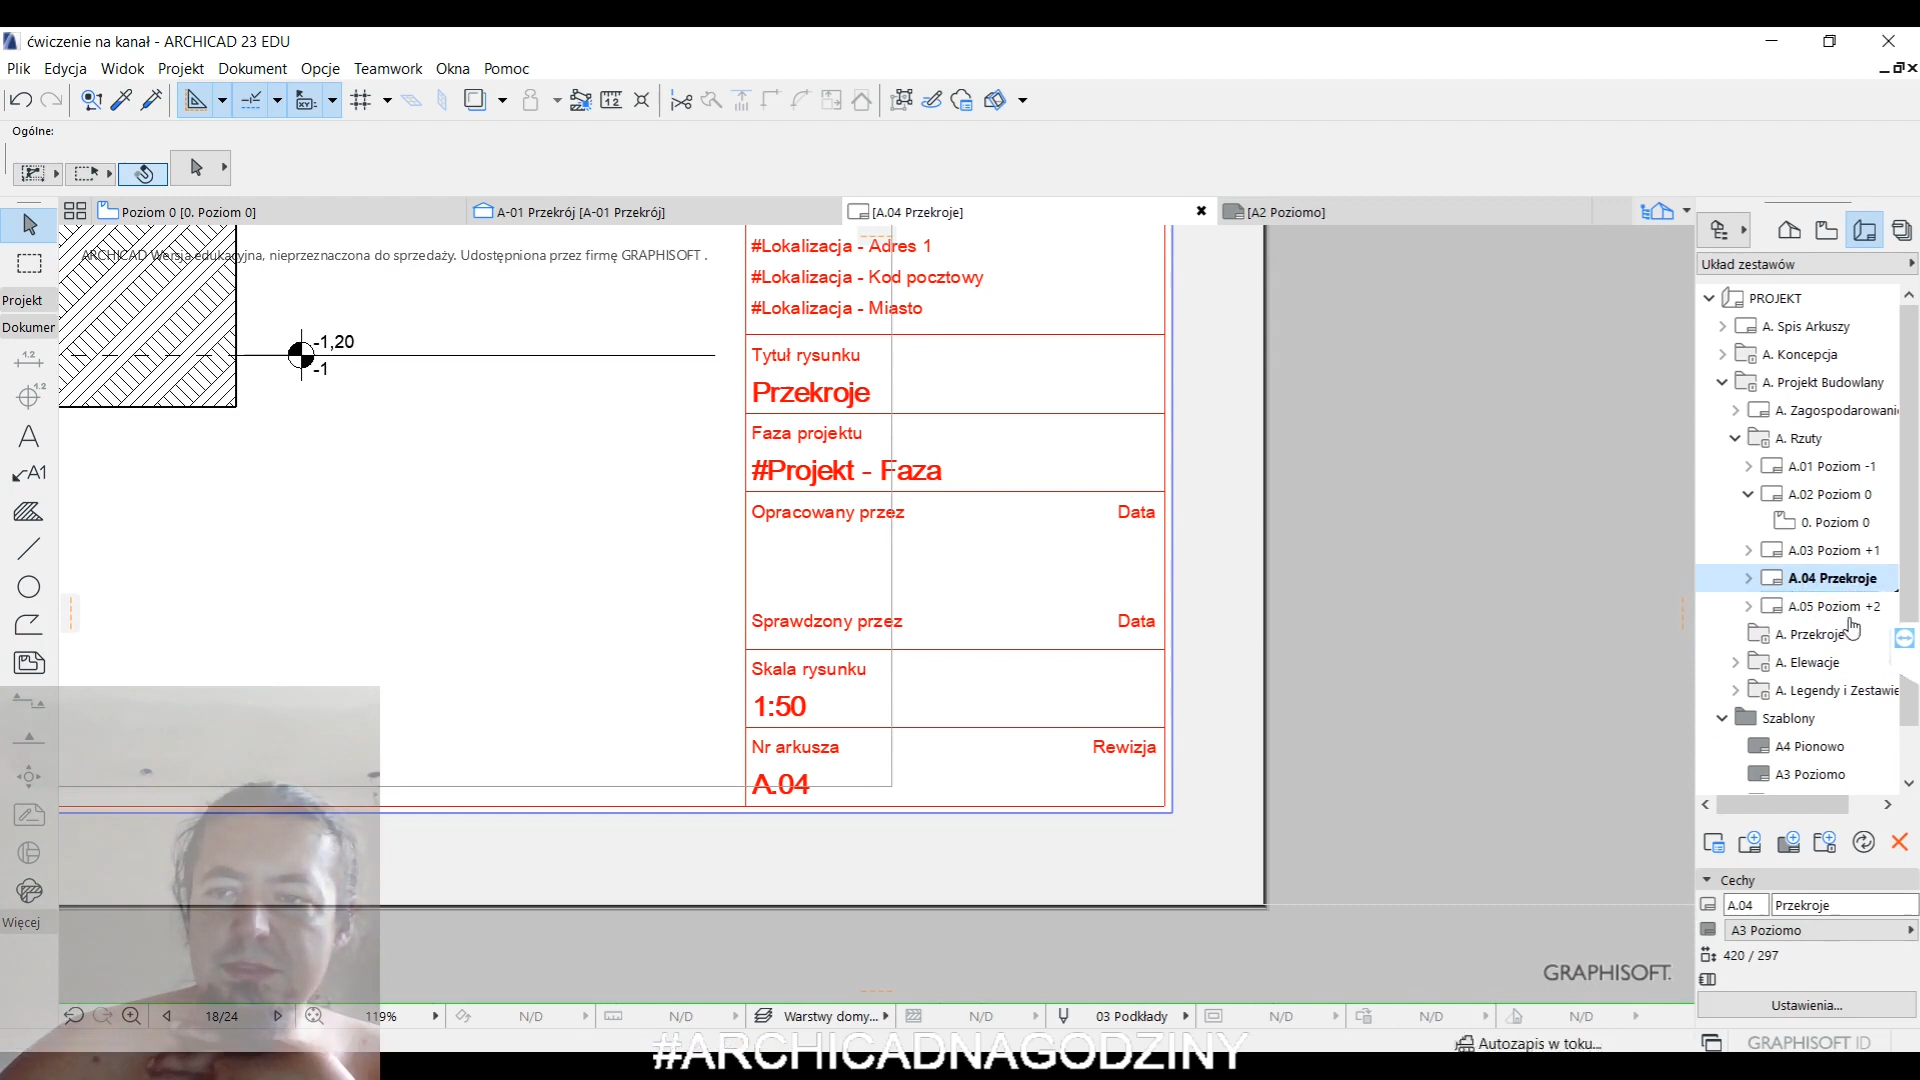 ćwiczenie na kanał - ARCHICAD 23 EDU
Plik Edycja Widok Projekt Dokument Opcje Teamwork Okna Pomoc
Ogólne:
Poziom 0 [0. Poziom 0]
A-01 Przekrój [A-01 Przekrój]
[A.04 Przekroje]
[A2 Poziomo]
Projekt
Dokumen
1.2
1.2
A
A1
Więcej
ARCHICAD Wersja edukacyjna, nieprzeznaczona do sprzedaży. Udostępniona przez firmę GRAPHISOFT .
-1,20
-1
#Lokalizacja - Adres 1
#Lokalizacja - Kod pocztowy
#Lokalizacja - Miasto
Tytuł rysunku
Przekroje
Faza projektu
#Projekt - Faza
Opracowany przez Data
Sprawdzony przez Data
Skala rysunku
1:50
Nr arkusza Rewizja
A.04
GRAPHISOFT.
Układ zestawów
PROJEKT
A. Spis Arkuszy
A. Koncepcja
A. Projekt Budowlany
A. Zagospodarowani
A. Rzuty
A.01 Poziom -1
A.02 Poziom 0
0. Poziom 0
A.03 Poziom +1
A.04 Przekroje
A.05 Poziom +2
A. Przekroje
A. Elewacje
A. Legendy i Zestawie
Szablony
A4 Pionowo
A3 Poziomo
Cechy
A.04 Przekroje
A3 Poziomo
420 / 297
Ustawienia...
18/24 119% N/D N/D Warstwy domy... N/D 03 Podkłady N/D N/D N/D
#ARCHICADNAGODZINY
Autozapis w toku...
GRAPHISOFT ID